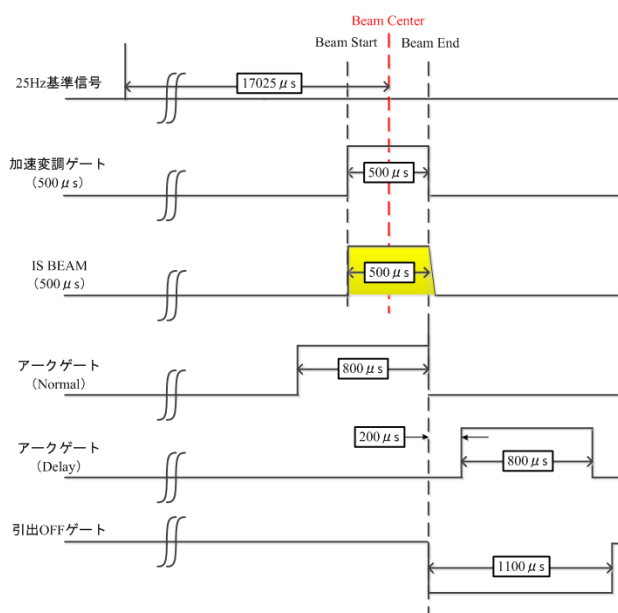 Beam Center
Beam Start
Beam End
25Hz基準信号
17025μs
加速変調ゲート
(500μs)
500μs
IS BEAM
(500μs)
500μs
アークゲート
(Normal)
800μs
200μs
アークゲート
(Delay)
800μs
引出OFFゲート
1100μs